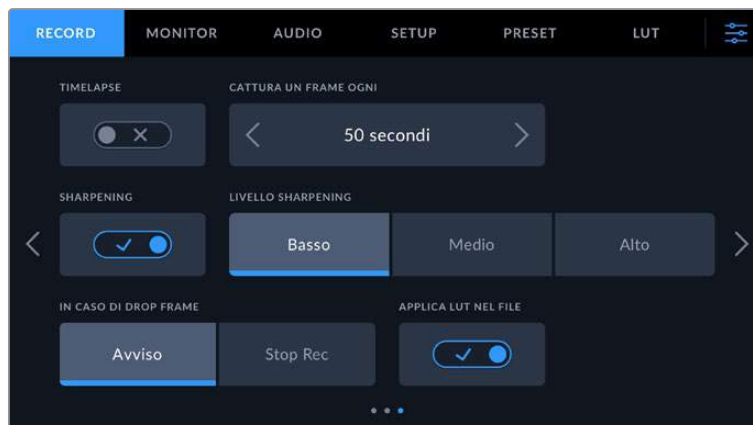 RECORD MONITOR AUDIO SETUP PRESET LUT
TIMELAPSE CATTURA UN FRAME OGNI
50 secondi
SHARPENING LIVELLO SHARPENING
Basso Medio Alto
IN CASO DI DROP FRAME APPLICA LUT NEL FILE
Avviso Stop Rec